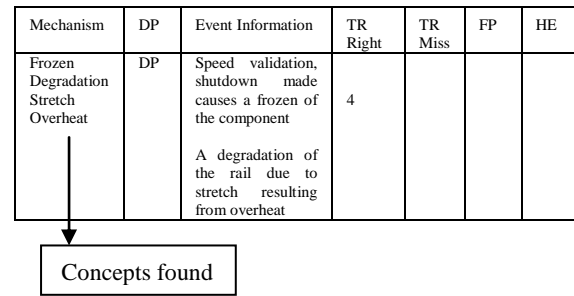 Mechanism DP Event Information TR Right TR Miss FP HE
Frozen
Degradation
Stretch
Overheat
DP
Speed validation,
shutdown made
causes a frozen of
the component
A degradation of
the rail due to
stretch resulting
from overheat
4
Concepts found